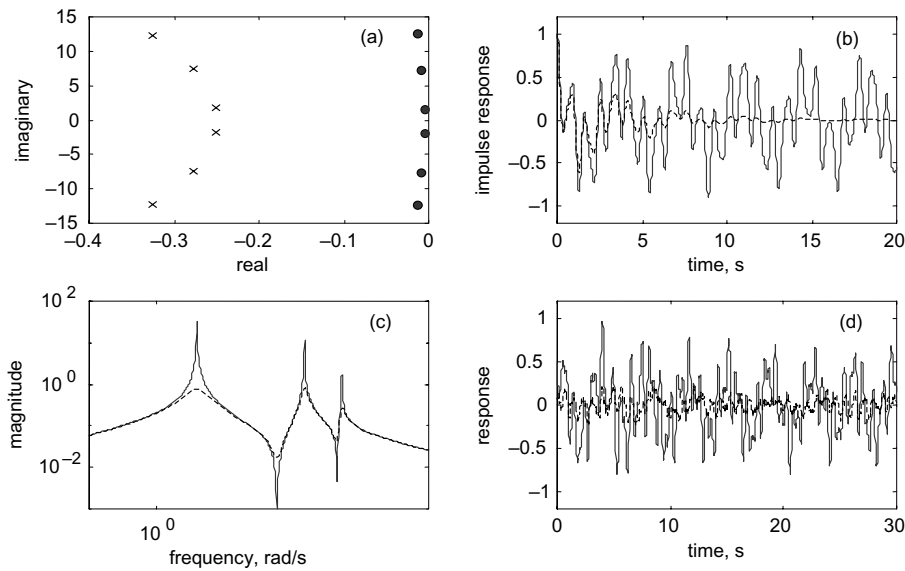 15
10
5
0
–5
–10
–15
imaginary
(a)
–0.4
–0.3
–0.2
–0.1
0
real
1
0.5
0
–0.5
–1
impulse response
(b)
0
5
10
15
20
time, s
10 2
10 0
10 –2
magnitude
(c)
10 0
frequency, rad/s
1
0.5
0
–0.5
–1
response
(d)
0
10
20
30
time, s